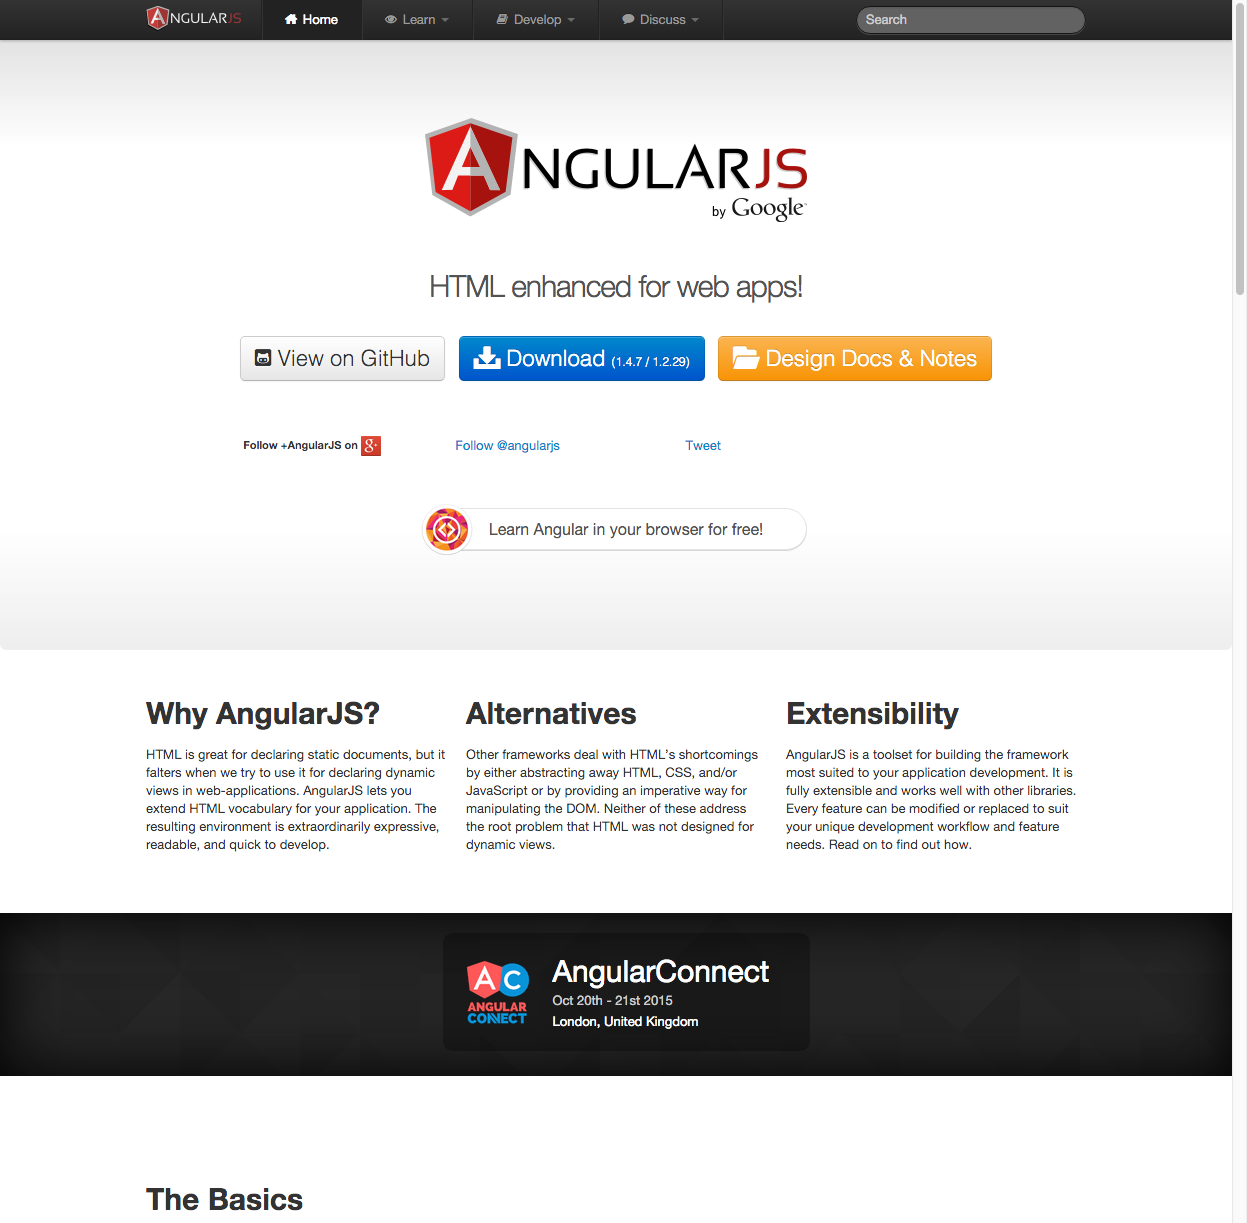 ANGULARJS
Home
Learn
Develop
Discuss
Search
ANGULARJS
by Google
HTML enhanced for web apps!
View on GitHub
Download (1.4.7 / 1.2.29)
Design Docs & Notes
Follow +AngularJS on g+
Follow @angularjs
Tweet
Learn Angular in your browser for free!
Why AngularJS?
HTML is great for declaring static documents, but it
falters when we try to use it for declaring dynamic
views in web-applications. AngularJS lets you
extend HTML vocabulary for your application. The
resulting environment is extraordinarily expressive,
readable, and quick to develop.
Alternatives
Other frameworks deal with HTML's shortcomings
by either abstracting away HTML, CSS, and/or
JavaScript or by providing an imperative way for
manipulating the DOM. Neither of these address
the root problem that HTML was not designed for
dynamic views.
Extensibility
AngularJS is a toolset for building the framework
most suited to your application development. It is
fully extensible and works well with other libraries.
Every feature can be modified or replaced to suit
your unique development workflow and feature
needs. Read on to find out how.
AC
ANGULAR
CONNECT
AngularConnect
Oct 20th - 21st 2015
London, United Kingdom
The Basics